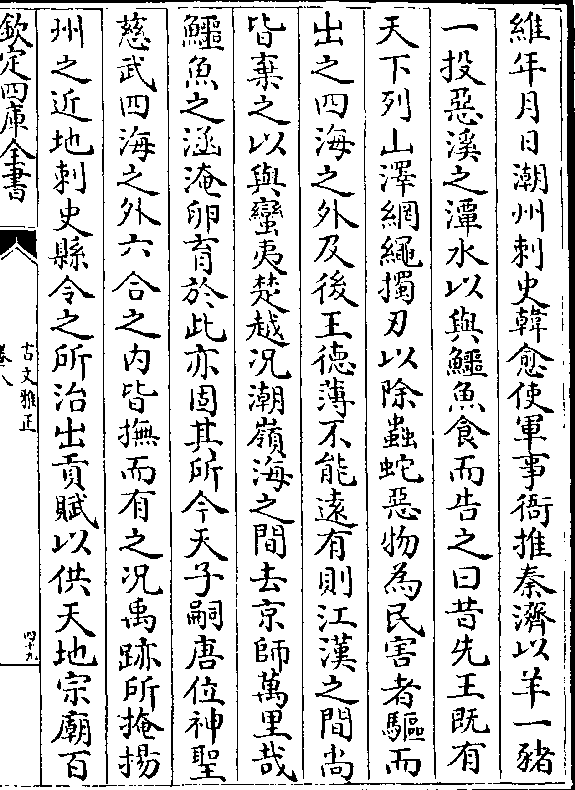 維年月日潮州刺史韓愈使軍事衙推秦濟以羊一豬
一投惡溪之潭水以與鱷魚食而告之曰昔先王既有
天下列山澤網繩擉刃以除蟲蛇惡物為民害者驅而
出之四海之外及後王德薄不能遠有則江漢之間尚
皆棄之以與蠻夷楚越況潮嶺海之間去京師萬里哉
鱷魚之涵淹卵育於此亦固其所今天子嗣唐位神聖
慈武四海之外六合之內皆撫而有之况禹跡所掩揚
州之近地刺史縣令之所治出貢賦以供天地宗廟百
欽定四庫全書
古文雅正
卷八
四十九